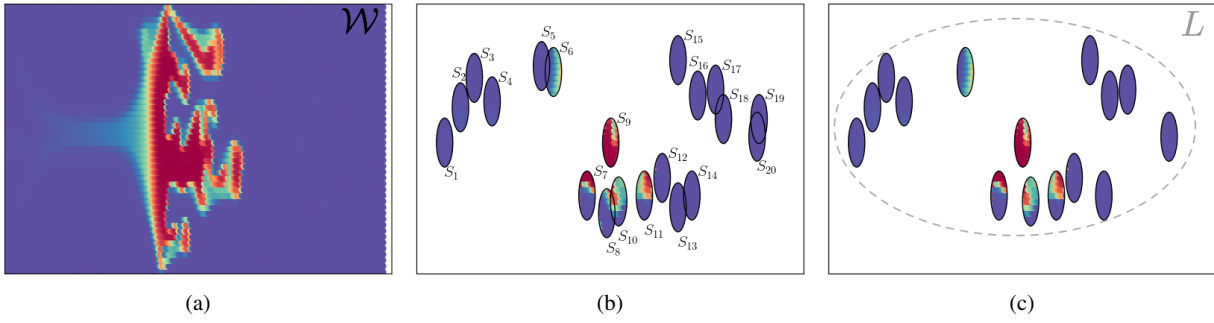 𝒲
S₅
S₆
S₃
S₂
S₄
S₁
S₁₅
S₁₆
S₁₇
S₁₈
S₁₉
S₂₀
S₉
S₇
S₁₂
S₁₄
S₁₀
S₁₁
S₈
S₁₃
L
(a)
(b)
(c)